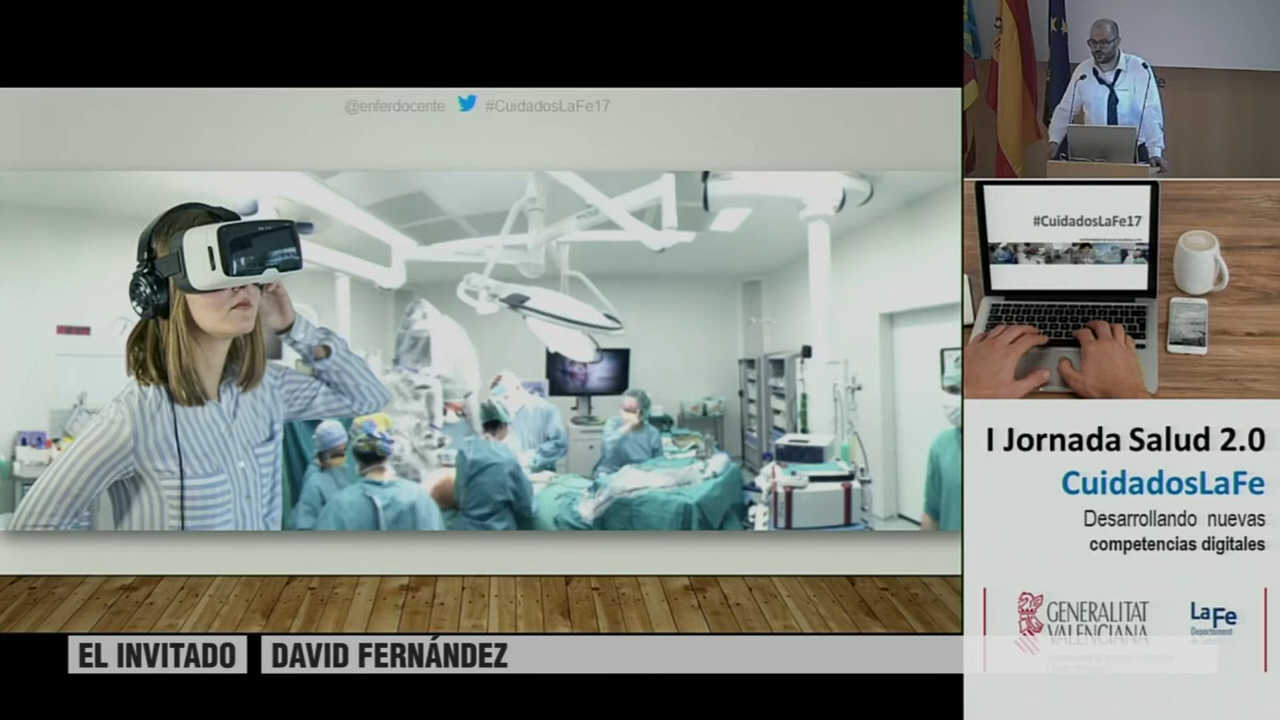 @enferdocente #CuidadosLaFe17
#CuidadosLaFe17
I Jornada Salud 2.0
CuidadosLaFe
Desarrollando nuevas
competencias digitales
GENERALITAT
VALENCIANA
LaFe
Departament
EL INVITADO DAVID FERNÁNDEZ